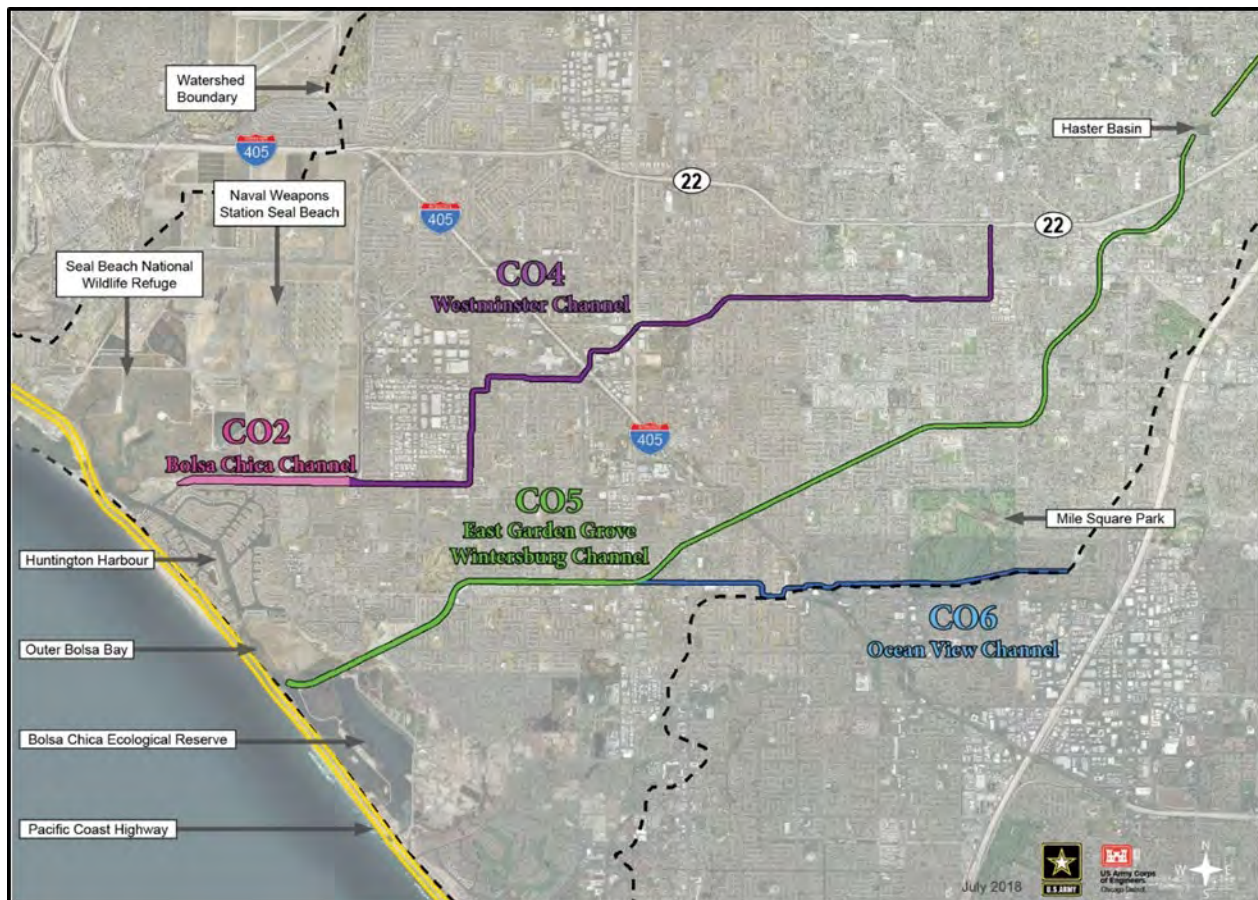 Watershed
Boundary
Haster Basin
405
22
Naval Weapons
Station Seal Beach
405
22
Seal Beach National
Wildlife Refuge
CO4
Westminster Channel
CO2
Bolsa Chica Channel
405
CO5
East Garden Grove
Wintersburg Channel
Mile Square Park
Huntington Harbour
CO6
Ocean View Channel
Outer Bolsa Bay
Bolsa Chica Ecological Reserve
Pacific Coast Highway
July 2018
U.S. ARMY
US Army Corps
of Engineers
Chicago District
N
W E
S